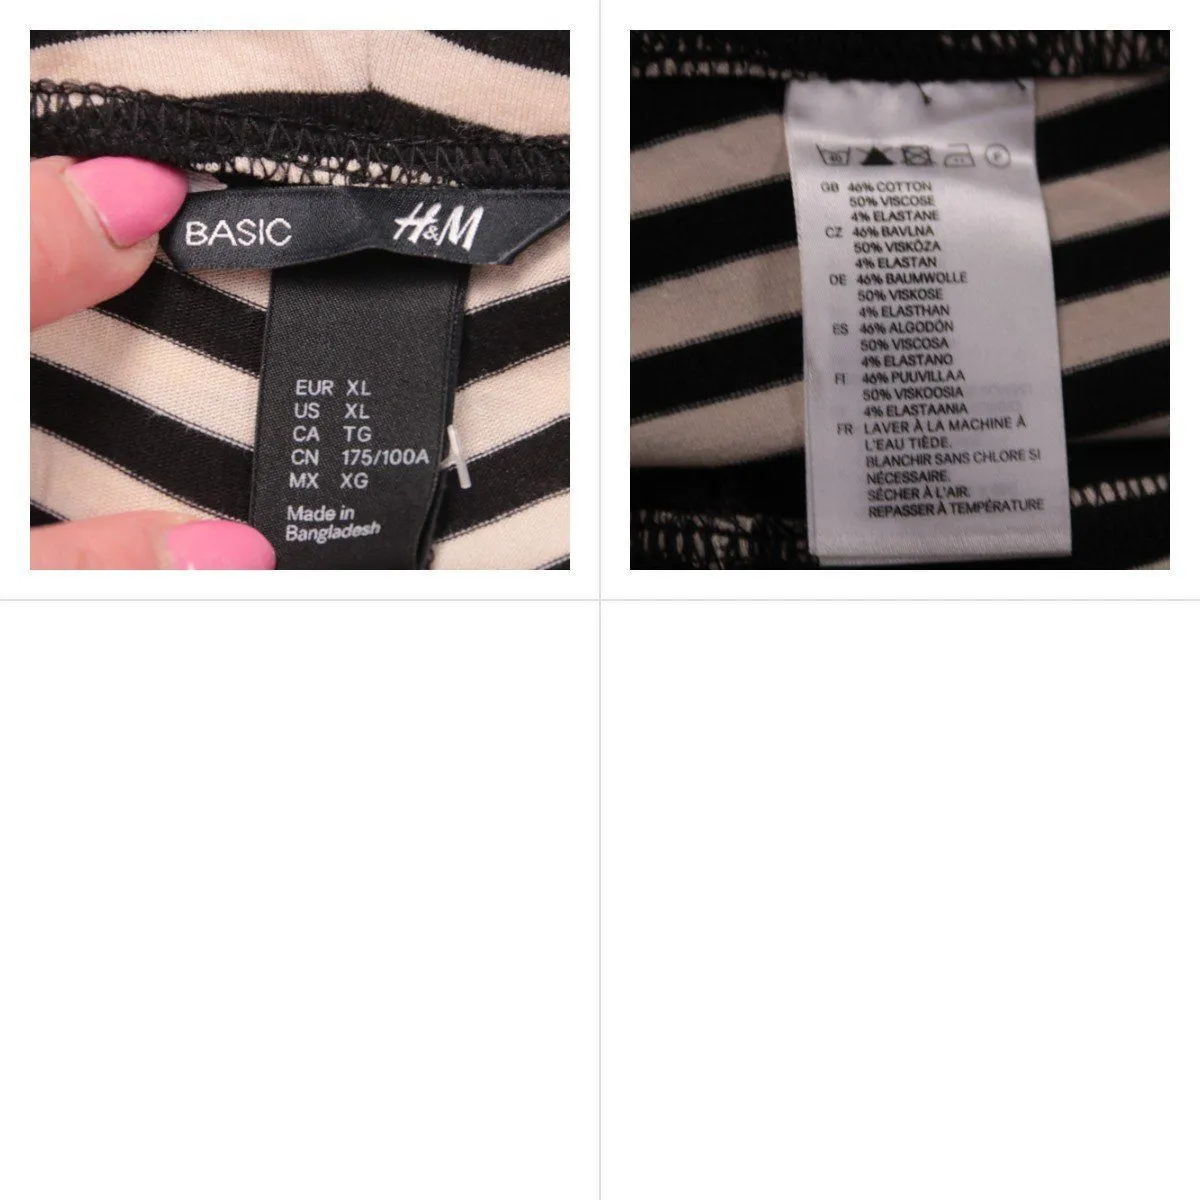 BASIC H&M
EUR XL
US XL
CA TG
CN 175/100A
MX XG
Made in
Bangladesh
40
P
GB 46% COTTON
50% VISCOSE
4% ELASTANE
CZ 46% BAVLNA
50% VISKÓZA
4% ELASTAN
DE 46% BAUMWOLLE
50% VISKOSE
4% ELASTHAN
ES 46% ALGODÓN
50% VISCOSA
4% ELASTANO
FI 46% PUUVILLAA
50% VISKOOSIA
4% ELASTAANIA
FR LAVER À LA MACHINE À
L'EAU TIÈDE.
BLANCHIR SANS CHLORE SI
NÉCESSAIRE.
SÉCHER À L'AIR.
REPASSER À TEMPÉRATURE